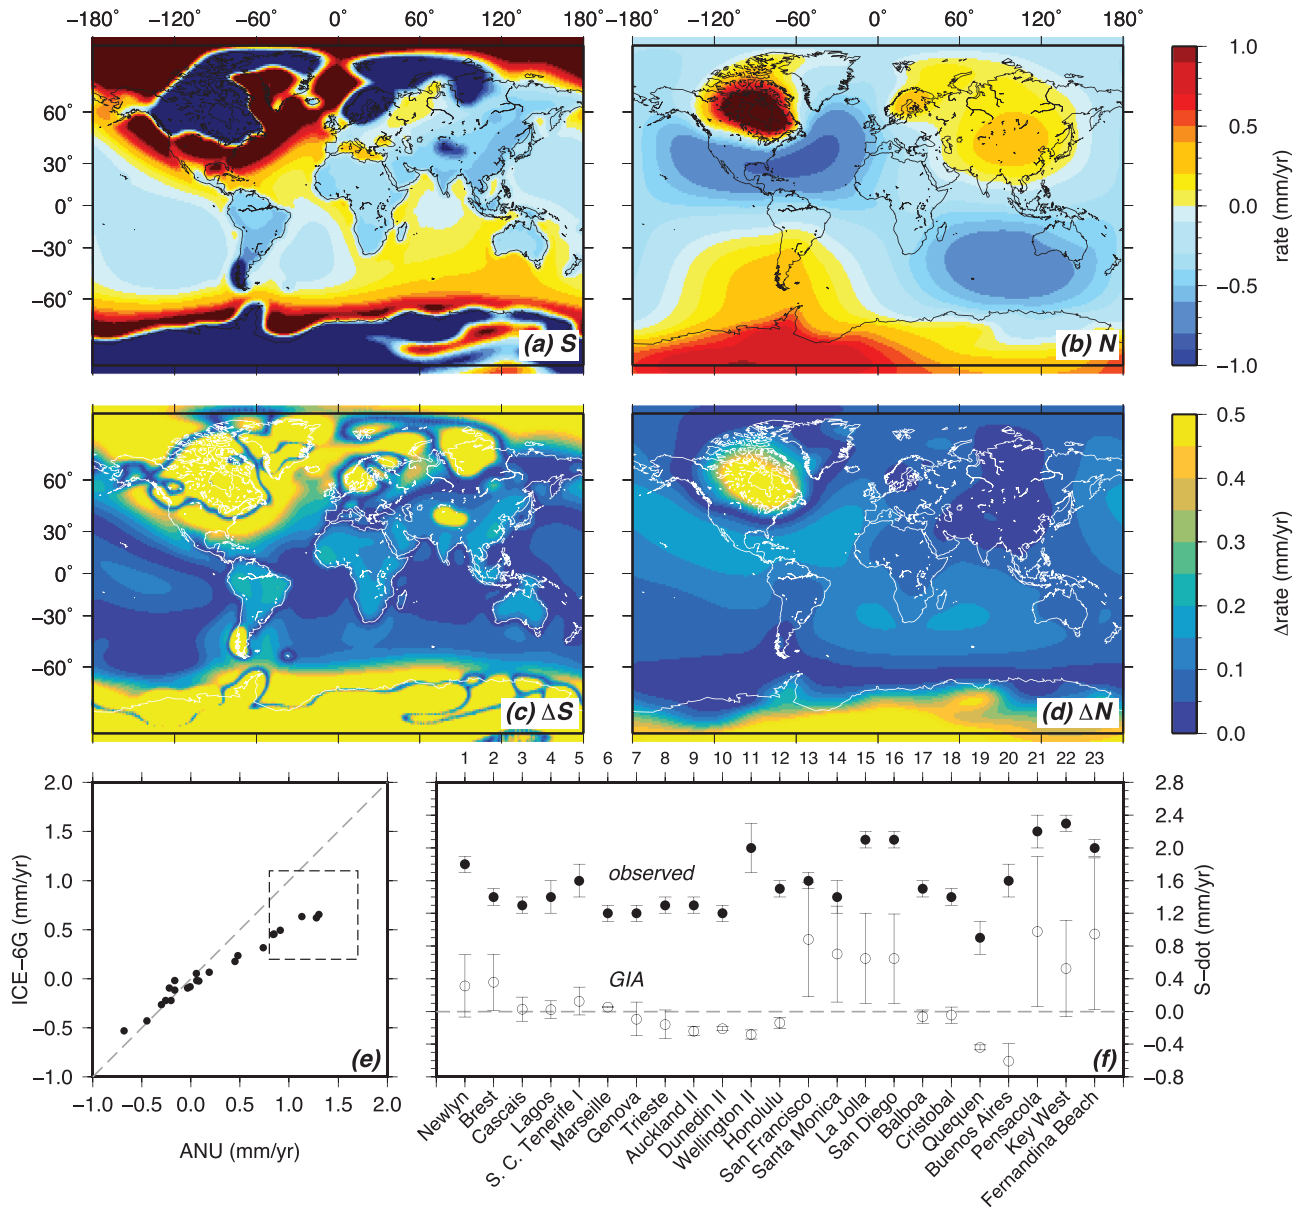 −180˚ −120˚ −60˚ 0˚ 60˚ 120˚ 180˚
−180˚ −120˚ −60˚ 0˚ 60˚ 120˚ 180˚
60˚
30˚
0˚
−30˚
−60˚
(a) S
(b) N
1.0
0.5
0.0
−0.5
−1.0
rate (mm/yr)
60˚
30˚
0˚
−30˚
−60˚
(c) ΔS
(d) ΔN
0.5
0.4
0.3
0.2
0.1
0.0
Δrate (mm/yr)
2.0
1.5
1.0
0.5
0.0
−0.5
−1.0
ICE−6G (mm/yr)
(e)
−1.0 −0.5 0.0 0.5 1.0 1.5 2.0
ANU (mm/yr)
1 2 3 4 5 6 7 8 9 10 11 12 13 14 15 16 17 18 19 20 21 22 23
observed
GIA
(f)
2.8
2.4
2.0
1.6
1.2
0.8
0.4
0.0
−0.4
−0.8
S−dot (mm/yr)
Newlyn
Brest
Cascais
Lagos
S. C. Tenerife I
Marseille
Genova
Trieste
Auckland II
Dunedin II
Wellington II
Honolulu
San Francisco
Santa Monica
La Jolla
San Diego
Balboa
Cristobal
Quequen
Buenos Aires
Pensacola
Key West
Fernandina Beach